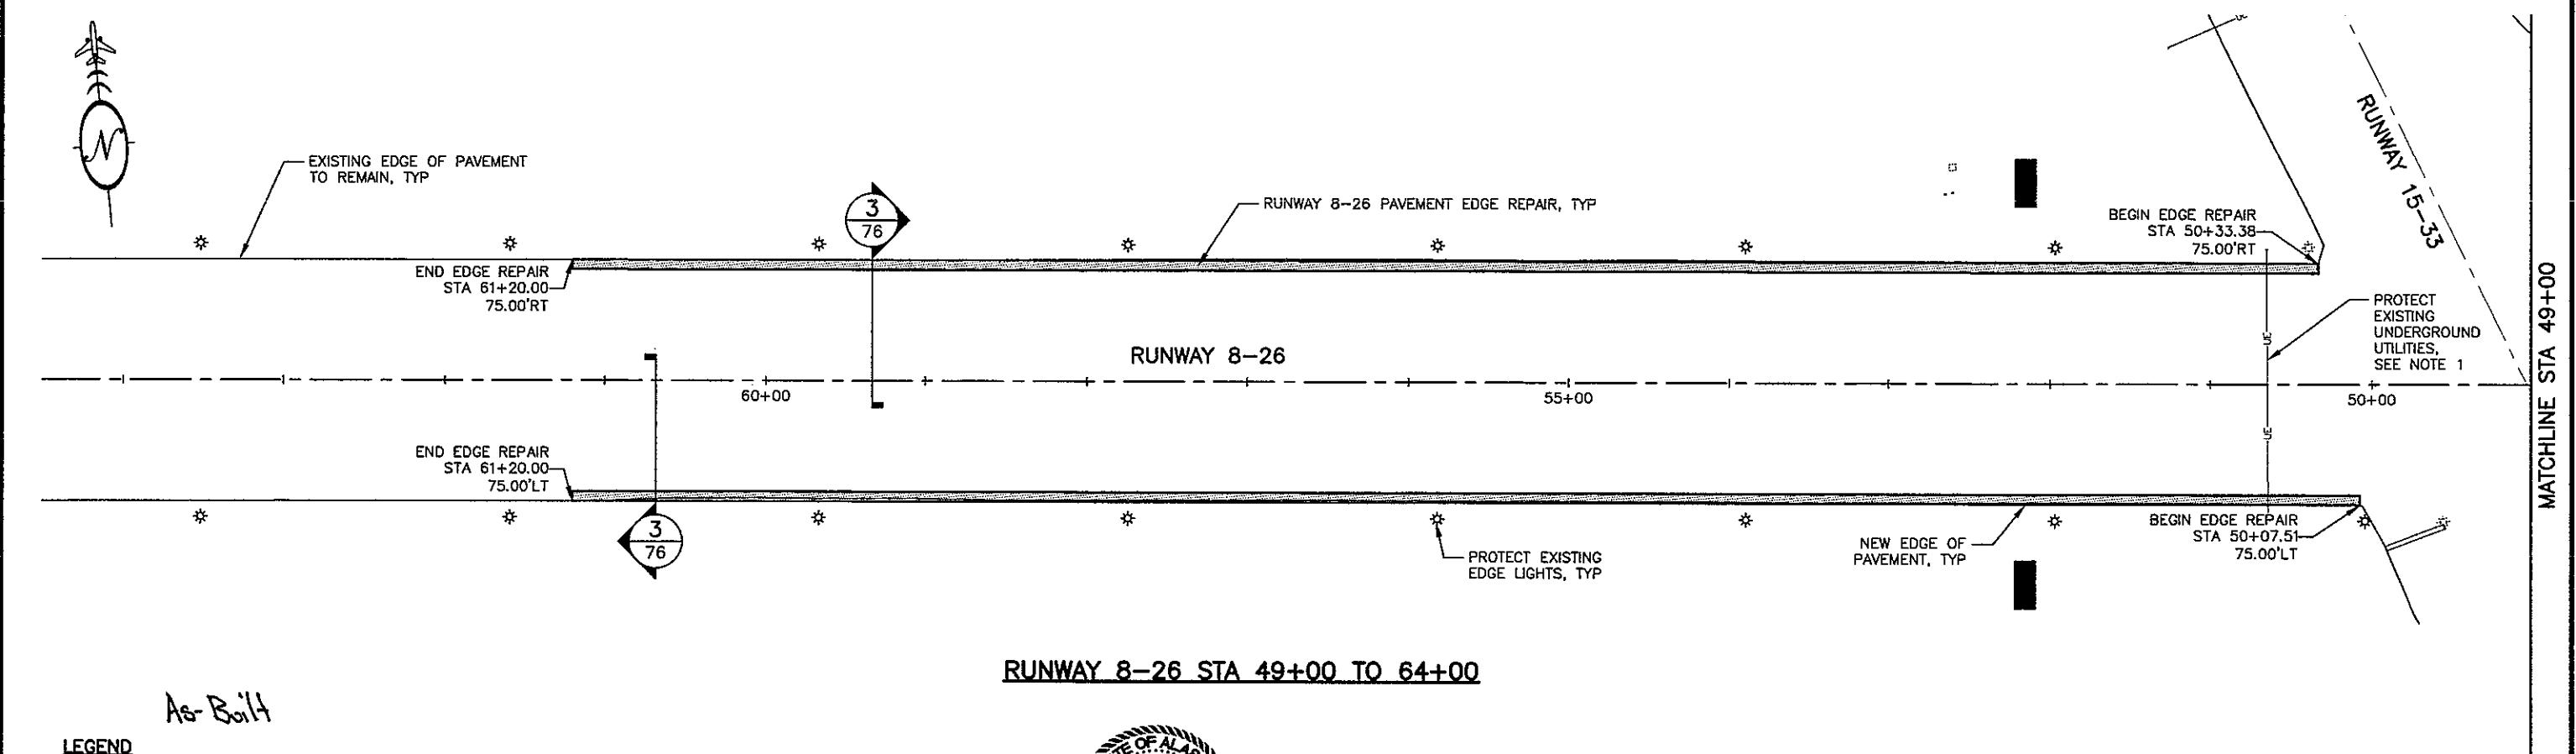 N
EXISTING EDGE OF PAVEMENT
TO REMAIN, TYP
3
76
RUNWAY 8-26 PAVEMENT EDGE REPAIR, TYP
BEGIN EDGE REPAIR
STA 50+33.38
75.00'RT
RUNWAY 15-33
END EDGE REPAIR
STA 61+20.00
75.00'RT
PROTECT
EXISTING
UNDERGROUND
UTILITIES,
SEE NOTE 1
MATCHLINE STA 49+00
RUNWAY 8-26
60+00
55+00
50+00
END EDGE REPAIR
STA 61+20.00
75.00'LT
3
76
PROTECT EXISTING
EDGE LIGHTS, TYP
NEW EDGE OF
PAVEMENT, TYP
BEGIN EDGE REPAIR
STA 50+07.51
75.00'LT
RUNWAY 8-26 STA 49+00 TO 64+00
As-Built
LEGEND